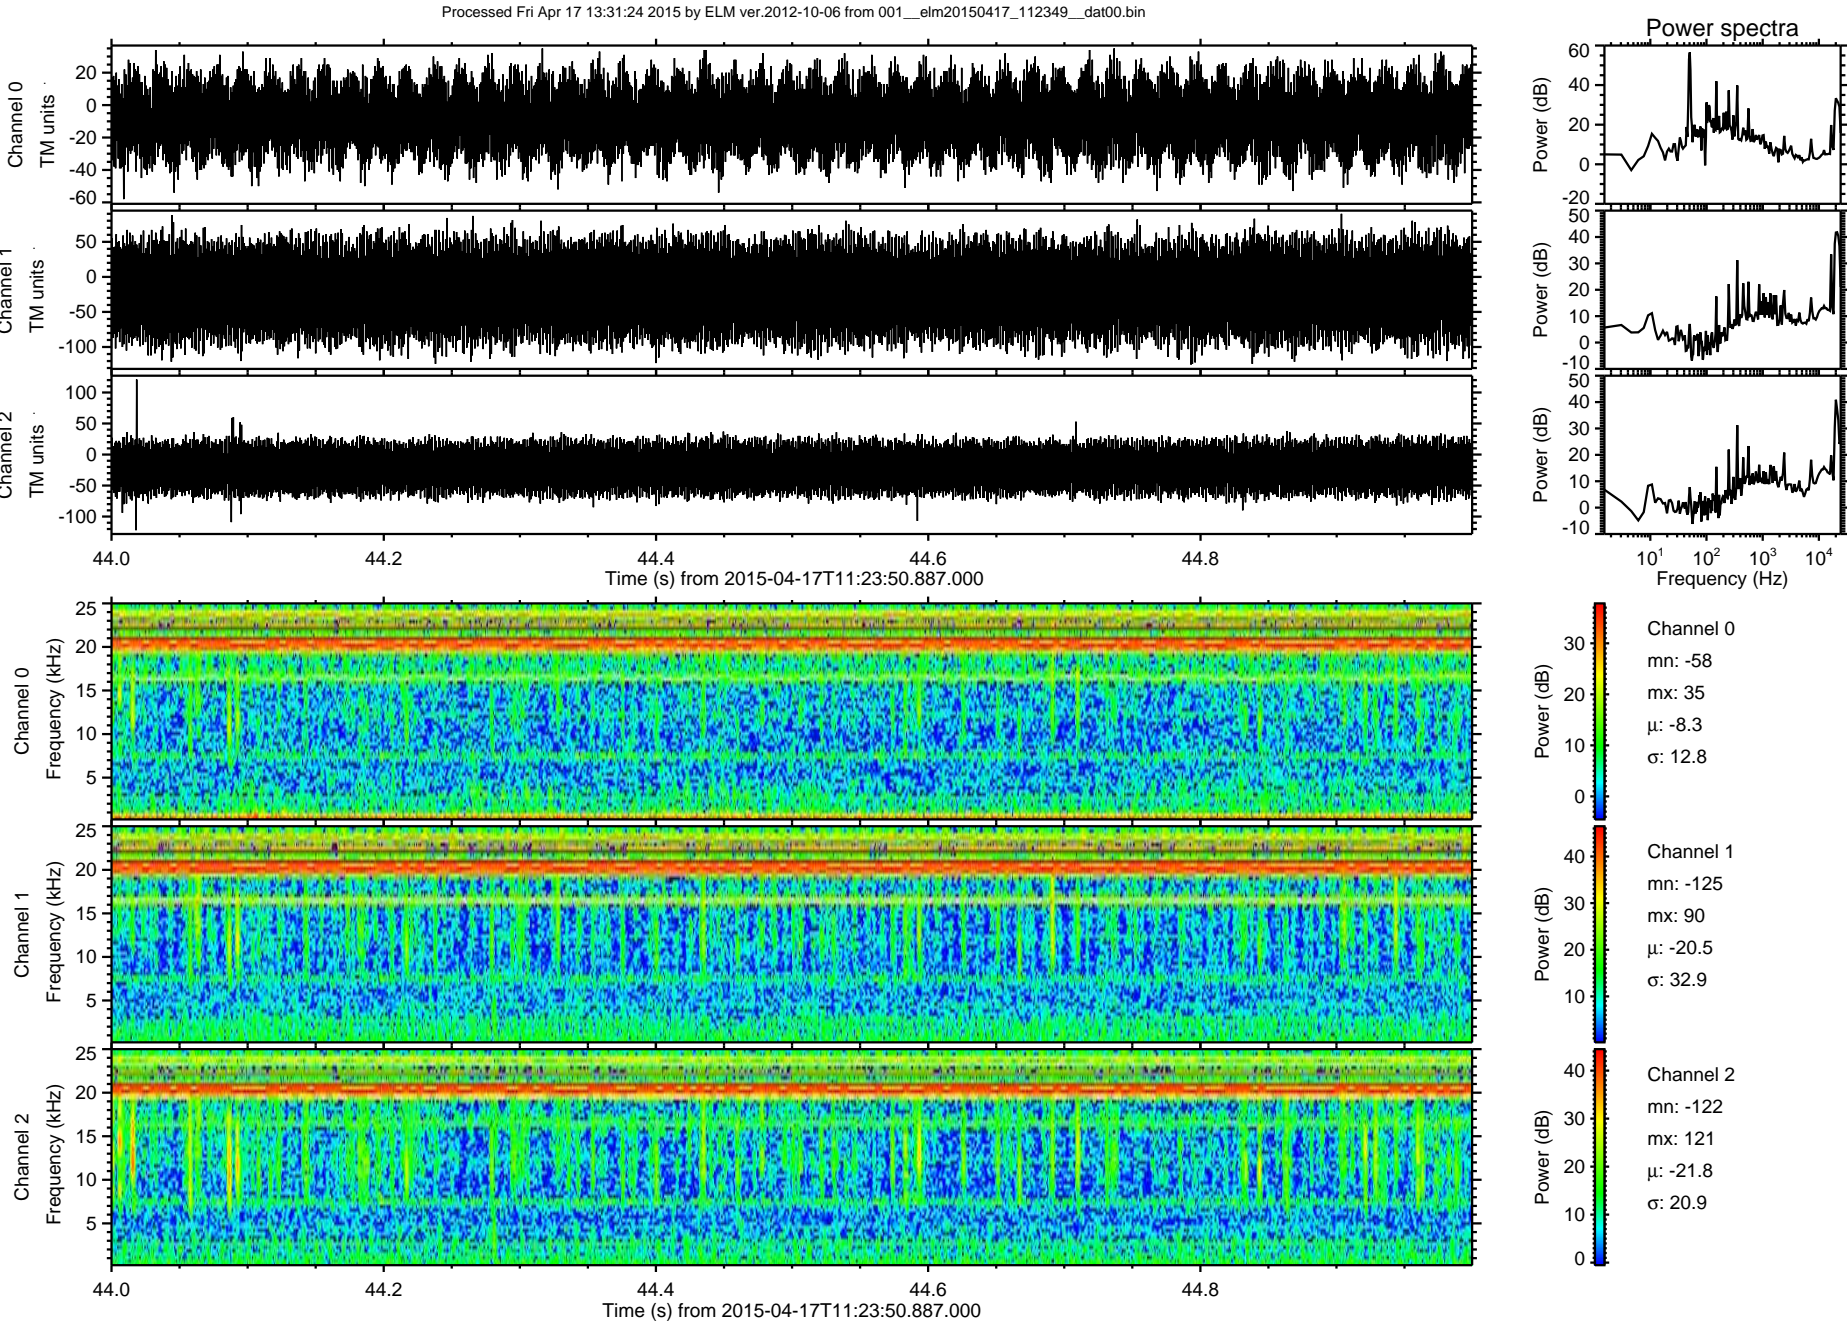 Processed Fri Apr 17 13:31:24 2015 by ELM ver.2012-10-06 from 001__elm20150417_112349__dat00.bin
Power spectra
Channel 0
TM units
20
0
-20
-40
-60
Power (dB)
60
40
20
0
-20
Channel 1
TM units
50
0
-50
-100
Power (dB)
50
40
30
20
10
0
-10
Channel 2
TM units
100
50
0
-50
-100
Power (dB)
50
40
30
20
10
0
-10
44.0 44.2 44.4 44.6 44.8
Time (s) from 2015-04-17T11:23:50.887.000
10¹ 10² 10³ 10⁴
Frequency (Hz)
Channel 0
Frequency (kHz)
25
20
15
10
5
Power (dB)
30
20
10
0
Channel 0
mn: -58
mx: 35
μ: -8.3
σ: 12.8
Channel 1
Frequency (kHz)
25
20
15
10
5
Power (dB)
40
30
20
10
Channel 1
mn: -125
mx: 90
μ: -20.5
σ: 32.9
Channel 2
Frequency (kHz)
25
20
15
10
5
Power (dB)
40
30
20
10
0
Channel 2
mn: -122
mx: 121
μ: -21.8
σ: 20.9
44.0 44.2 44.4 44.6 44.8
Time (s) from 2015-04-17T11:23:50.887.000